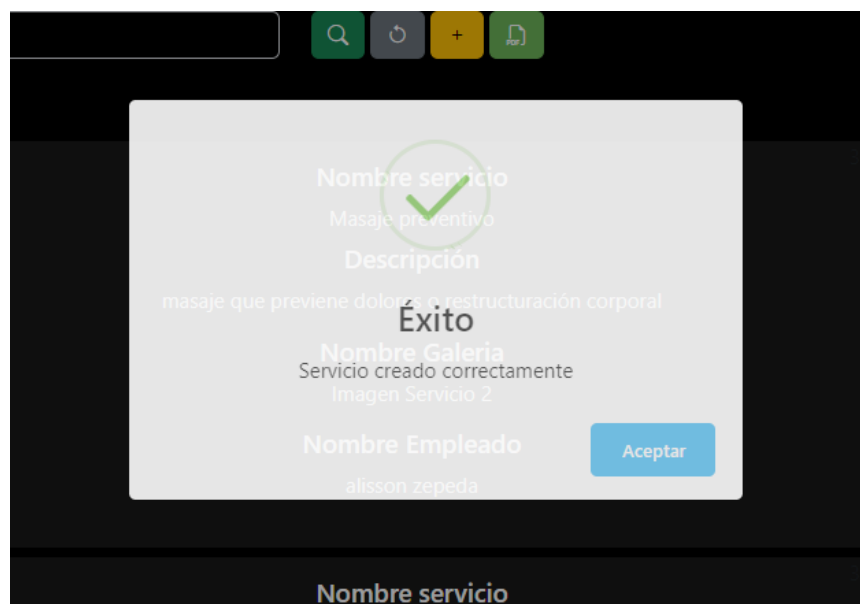 +
PDF
Nombre servicio
Masaje preventivo
Descripción
masaje que previene dolores o restructuración corporal
Éxito
Nombre Galeria
Servicio creado correctamente
Imagen Servicio 2
Nombre Empleado
Aceptar
alisson zepeda
Nombre servicio